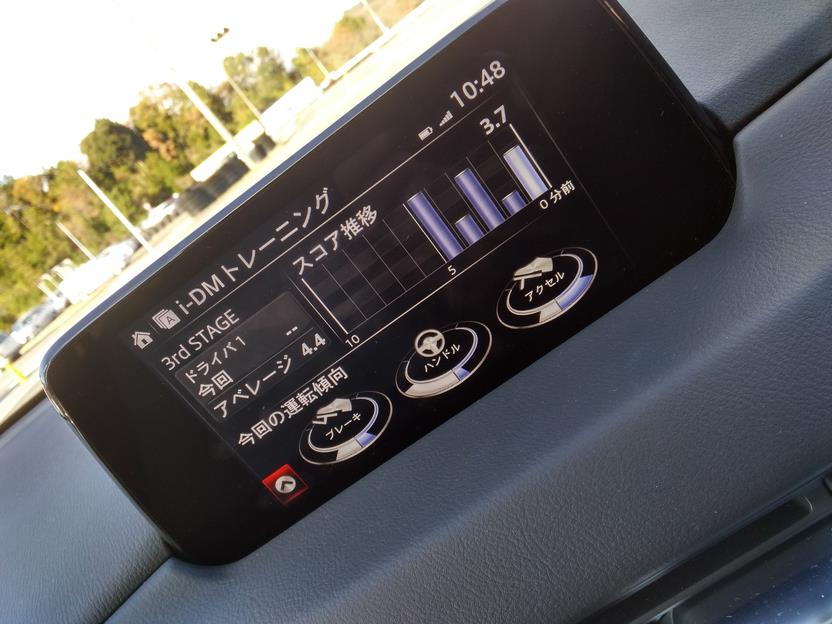 10:48
i-DMトレーニング
3rd STAGE
ドライバ1
今回 --
アベレージ 4.4
スコア推移
3.7
10
5
0 分前
今回の運転傾向
ブレーキ
ハンドル
アクセル